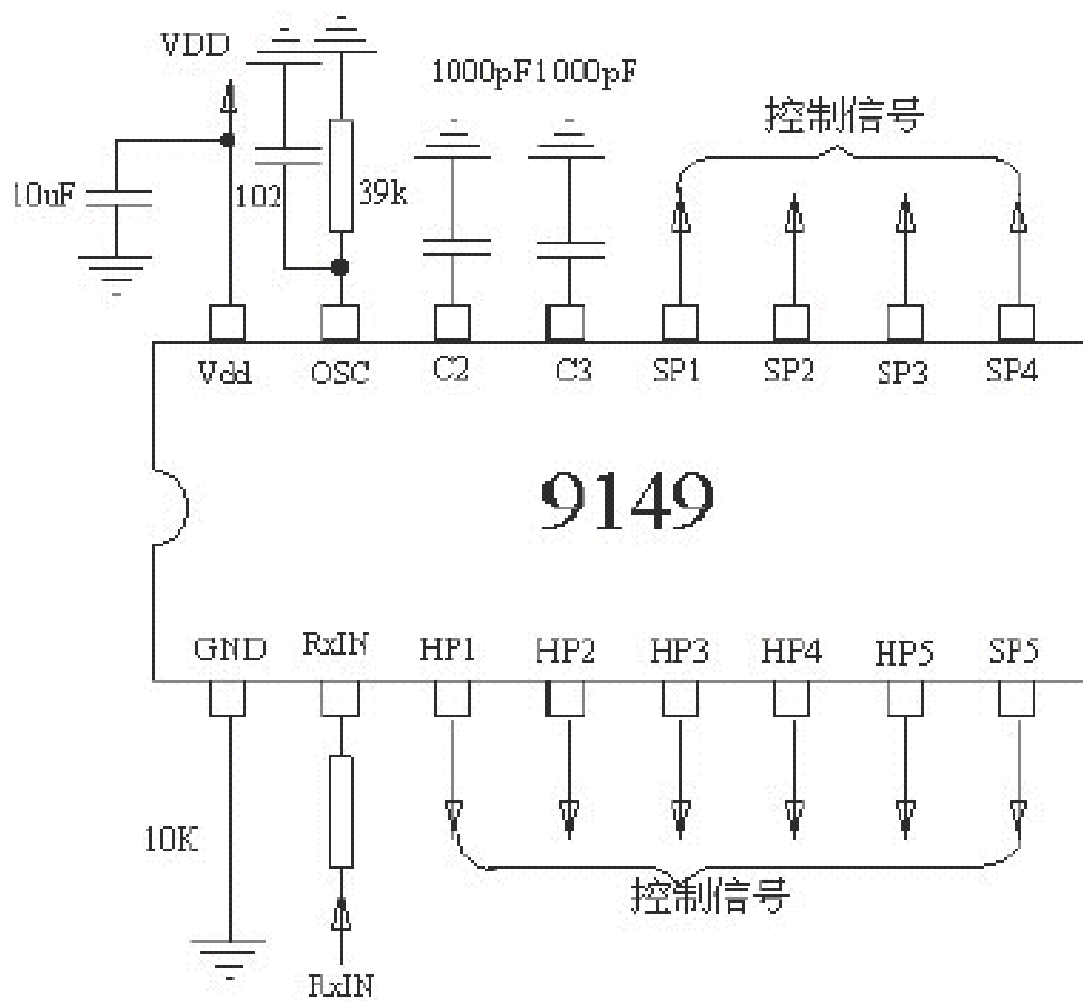 VDD
1000pF1000pF
控制信号
10uF
102
39k
Vdd
OSC
C2
C3
SP1
SP2
SP3
SP4
9149
GND
RxIN
HP1
HP2
HP3
HP4
HP5
SP5
10K
控制信号
RxIN